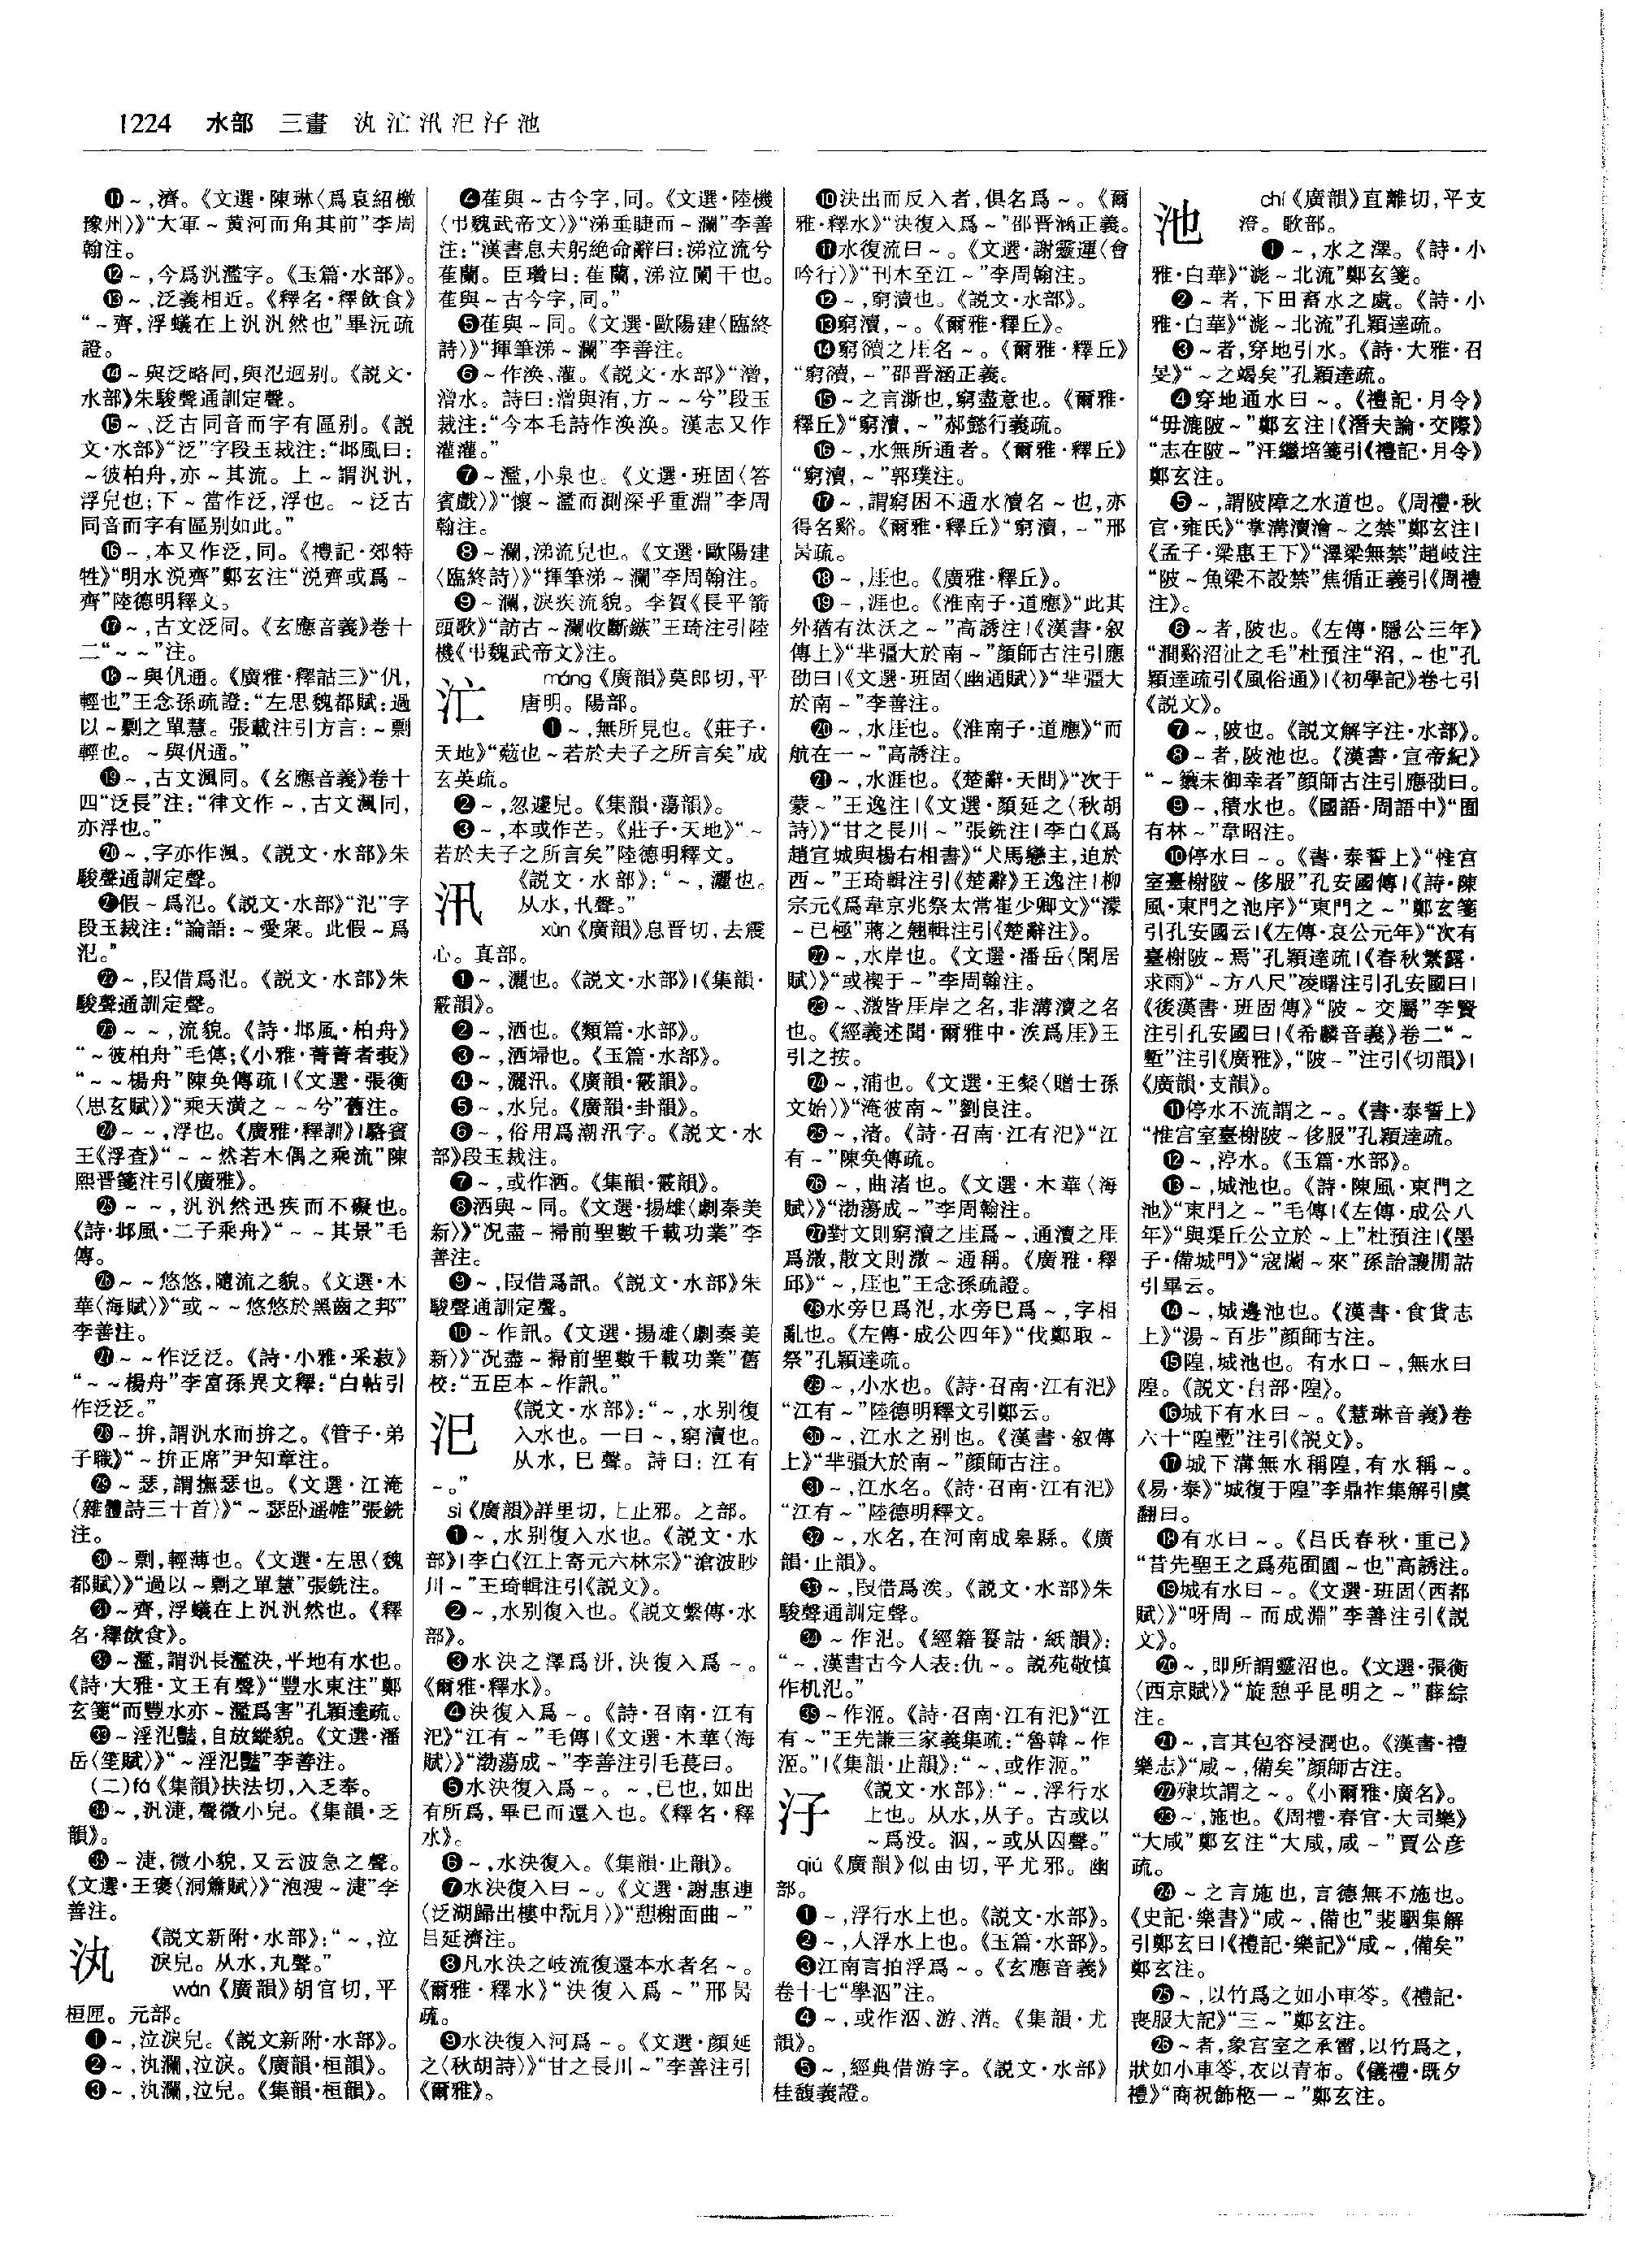 1224 水部 三畫 汍汒汛汜汓池
⓫～,濟。《文選·陳琳〈爲袁紹檄
豫州〉》“大軍～黄河而角其前”李周
翰注。
⓬～,今爲汎濫字。《玉篇·水部》。
⓭～、泛義相近。《釋名·釋飲食》
“～齊,浮蟻在上汎汎然也”畢沅疏
證。
⓮～與泛略同,與氾迥别。《説文·
水部》朱駿聲通訓定聲。
⓯～、泛古同音而字有區别。《説
文·水部》“泛”字段玉裁注:“邶風曰:
～彼柏舟,亦～其流。上～謂汎汎,
浮皃也;下～當作泛,浮也。～泛古
同音而字有區别如此。”
⓰～,本又作泛,同。《禮記·郊特
牲》“明水涚齊”鄭玄注“涚齊或爲～
齊”陸德明釋文。
⓱～,古文泛同。《玄應音義》卷十
二“～～”注。
⓲～與㲹通。《廣雅·釋詁三》“㲹,
輕也”王念孫疏證:“左思魏都賦:過
以～剽之單慧。張載注引方言:～剽
輕也。～與㲹通。”
⓳～,古文渢同。《玄應音義》卷十
四“泛長”注:“律文作～,古文渢同,
亦浮也。”
⓴～,字亦作渢。《説文·水部》朱
駿聲通訓定聲。
㉑假～爲氾。《説文·水部》“氾”字
段玉裁注:“論語:～愛衆。此假～爲
氾。”
㉒～,叚借爲氾。《説文·水部》朱
駿聲通訓定聲。
㉓～～,流貌。《詩·邶風·柏舟》
“～彼柏舟”毛傳;《小雅·菁菁者莪》
“～～楊舟”陳奂傳疏|《文選·張衡
〈思玄賦〉》“乘天潢之～～兮”舊注。
㉔～～,浮也。《廣雅·釋訓》|駱賓
王《浮查》“～～然若木偶之乘流”陳
熙晋箋注引《廣雅》。
㉕～～,汎汎然迅疾而不礙也。
《詩·邶風·二子乘舟》“～～其景”毛
傳。
㉖～～悠悠,隨流之貌。《文選·木
華〈海賦〉》“或～～悠悠於黑齒之邦”
李善注。
㉗～～作泛泛。《詩·小雅·采菽》
“～～楊舟”李富孫異文釋:“白帖引
作泛泛。”
㉘～拚,謂汎水而拚之。《管子·弟
子職》“～拚正席”尹知章注。
㉙～瑟,謂撫瑟也。《文選·江淹
〈雜體詩三十首〉》“～瑟卧遥帷”張銑
注。
㉚～剽,輕薄也。《文選·左思〈魏
都賦〉》“過以～剽之單慧”張銑注。
㉛～齊,浮蟻在上汎汎然也。《釋
名·釋飲食》。
㉜～濫,謂汎長濫決,平地有水也。
《詩·大雅·文王有聲》“豐水東注”鄭
玄箋“而豐水亦～濫爲害”孔穎達疏。
㉝～淫氾豔,自放縱貌。《文選·潘
岳〈笙賦〉》“～淫氾豔”李善注。
(二)fá《集韻》扶法切,入乏奉。
㉞～,汎㳻,聲微小皃。《集韻·乏
韻》。
㉟～㳻,微小貌,又云波急之聲。
《文選·王褒〈洞簫賦〉》“泡溲～㳻”李
善注。
汍
《説文新附·水部》:“～,泣
淚皃。从水,丸聲。”
wán《廣韻》胡官切,平
桓匣。元部。
❶～,泣淚皃。《説文新附·水部》。
❷～,汍瀾,泣淚。《廣韻·桓韻》。
❸～,汍瀾,泣皃。《集韻·桓韻》。
❹萑與～古今字,同。《文選·陸機
〈弔魏武帝文〉》“涕垂睫而～瀾”李善
注:“漢書息夫躬絶命辭曰:涕泣流兮
萑蘭。臣瓚曰:萑蘭,涕泣闌干也。
萑與～古今字,同。”
❺萑與～同。《文選·歐陽建〈臨終
詩〉》“揮筆涕～瀾”李善注。
❻～作涣、灌。《説文·水部》“潧,
潧水。詩曰:潧與洧,方～～兮”段玉
裁注:“今本毛詩作涣涣。漢志又作
灌灌。”
❼～濫,小泉也。《文選·班固〈答
賓戲〉》“懷～濫而測深乎重淵”李周
翰注。
❽～瀾,涕流皃也。《文選·歐陽建
〈臨終詩〉》“揮筆涕～瀾”李周翰注。
❾～瀾,淚疾流貌。李賀《長平箭
頭歌》“訪古～瀾收斷鏃”王琦注引陸
機《弔魏武帝文》注。
汒
máng《廣韻》莫郎切,平
唐明。陽部。
❶～,無所見也。《莊子·
天地》“葂也～若於夫子之所言矣”成
玄英疏。
❷～,忽遽皃。《集韻·蕩韻》。
❸～,本或作芒。《莊子·天地》“～
若於夫子之所言矣”陸德明釋文。
汛
《説文·水部》:“～,灑也。
从水,卂聲。”
xùn《廣韻》息晋切,去震
心。真部。
❶～,灑也。《説文·水部》|《集韻·
霰韻》。
❷～,洒也。《類篇·水部》。
❸～,洒埽也。《玉篇·水部》。
❹～,灑汛。《廣韻·霰韻》。
❺～,水皃。《廣韻·卦韻》。
❻～,俗用爲潮汛字。《説文·水
部》段玉裁注。
❼～,或作洒。《集韻·霰韻》。
❽洒與～同。《文選·揚雄〈劇秦美
新〉》“况盡～掃前聖數千載功業”李
善注。
❾～,叚借爲訊。《説文·水部》朱
駿聲通訓定聲。
❿～作訊。《文選·揚雄〈劇秦美
新〉》“况盡～掃前聖數千載功業”舊
校:“五臣本～作訊。”
汜
《説文·水部》:“～,水别復
入水也。一曰～,窮瀆也。
从水,巳聲。詩曰:江有
～。”
sì《廣韻》詳里切,上止邪。之部。
❶～,水别復入水也。《説文·水
部》|李白《江上寄元六林宗》“滄波眇
川～”王琦輯注引《説文》。
❷～,水别復入也。《説文繫傳·水
部》。
❸水決之澤爲汧,決復入爲～。
《爾雅·釋水》。
❹決復入爲～。《詩·召南·江有
汜》“江有～”毛傳|《文選·木華〈海
賦〉》“渤蕩成～”李善注引毛萇曰。
❺水決復入爲～。～,已也,如出
有所爲,畢已而還入也。《釋名·釋
水》。
❻～,水決復入。《集韻·止韻》。
❼水決復入曰～。《文選·謝惠連
〈泛湖歸出樓中翫月〉》“憩榭面曲～”
吕延濟注。
❽凡水決之岐流復還本水者名～。
《爾雅·釋水》“決復入爲～”邢昺
疏。
❾水決復入河爲～。《文選·顔延
之〈秋胡詩〉》“甘之長川～”李善注引
《爾雅》。
❿決出而反入者,俱名爲～。《爾
雅·釋水》“決復入爲～”邵晋涵正義。
⓫水復流曰～。《文選·謝靈運〈會
吟行〉》“刊木至江～”李周翰注。
⓬～,窮瀆也。《説文·水部》。
⓭窮瀆,～。《爾雅·釋丘》。
⓮窮瀆之厓名～。《爾雅·釋丘》
“窮瀆,～”邵晋涵正義。
⓯～之言澌也,窮盡意也。《爾雅·
釋丘》“窮瀆,～”郝懿行義疏。
⓰～,水無所通者。《爾雅·釋丘》
“窮瀆,～”郭璞注。
⓱～,謂窮困不通水瀆名～也,亦
得名谿。《爾雅·釋丘》“窮瀆,～”邢
昺疏。
⓲～,厓也。《廣雅·釋丘》。
⓳～,涯也。《淮南子·道應》“此其
外猶有汰沃之～”高誘注|《漢書·叙
傳上》“芈彊大於南～”顔師古注引應
劭曰|《文選·班固〈幽通賦〉》“芈彊大
於南～”李善注。
⓴～,水厓也。《淮南子·道應》“而
航在一～”高誘注。
㉑～,水涯也。《楚辭·天問》“次于
蒙～”王逸注|《文選·顔延之〈秋胡
詩〉》“甘之長川～”張銑注|李白《爲
趙宣城與楊右相書》“犬馬戀主,迫於
西～”王琦輯注引《楚辭》王逸注|柳
宗元《爲韋京兆祭太常崔少卿文》“濛
～已極”蔣之翹輯注引《楚辭注》。
㉒～,水岸也。《文選·潘岳〈閑居
賦〉》“或禊于～”李周翰注。
㉓～、溦皆厓岸之名,非溝瀆之名
也。《經義述聞·爾雅中·涘爲厓》王
引之按。
㉔～,浦也。《文選·王粲〈贈士孫
文始〉》“淹彼南～”劉良注。
㉕～,渚。《詩·召南·江有汜》“江
有～”陳奂傳疏。
㉖～,曲渚也。《文選·木華〈海
賦〉》“渤蕩成～”李周翰注。
㉗對文則窮瀆之厓爲～,通瀆之厓
爲溦,散文則溦～通稱。《廣雅·釋
邱》“～,厓也”王念孫疏證。
㉘水旁巳爲汜,水旁㔾爲～,字相
亂也。《左傳·成公四年》“伐鄭取～
祭”孔穎達疏。
㉙～,小水也。《詩·召南·江有汜》
“江有～”陸德明釋文引鄭云。
㉚～,江水之别也。《漢書·叙傳
上》“芈彊大於南～”顔師古注。
㉛～,江水名。《詩·召南·江有汜》
“江有～”陸德明釋文。
㉜～,水名,在河南成皋縣。《廣
韻·止韻》。
㉝～,叚借爲涘。《説文·水部》朱
駿聲通訓定聲。
㉞～作氾。《經籍籑詁·紙韻》:
“～,漢書古今人表:仇～。説苑敬慎
作机氾。”
㉟～作洍。《詩·召南·江有汜》“江
有～”王先謙三家義集疏:“魯韓～作
洍。”|《集韻·止韻》:“～,或作洍。”
汓
《説文·水部》:“～,浮行水
上也。从水,从子。古或以
～爲没。泅,～或从囚聲。”
qiú《廣韻》似由切,平尤邪。幽
部。
❶～,浮行水上也。《説文·水部》。
❷～,人浮水上也。《玉篇·水部》。
❸江南言拍浮爲～。《玄應音義》
卷十七“學泅”注。
❹～,或作泅、游、㴊。《集韻·尤
韻》。
❺～,經典借游字。《説文·水部》
桂馥義證。
池
chí《廣韻》直離切,平支
澄。歌部。
❶～,水之澤。《詩·小
雅·白華》“滮～北流”鄭玄箋。
❷～者,下田畜水之處。《詩·小
雅·白華》“滮～北流”孔穎達疏。
❸～者,穿地引水。《詩·大雅·召
旻》“～之竭矣”孔穎達疏。
❹穿地通水曰～。《禮記·月令》
“毋漉陂～”鄭玄注|《潛夫論·交際》
“志在陂～”汪繼培箋引《禮記·月令》
鄭玄注。
❺～,謂陂障之水道也。《周禮·秋
官·雍氏》“掌溝瀆澮～之禁”鄭玄注|
《孟子·梁惠王下》“澤梁無禁”趙岐注
“陂～魚梁不設禁”焦循正義引《周禮
注》。
❻～者,陂也。《左傳·隱公三年》
“澗谿沼沚之毛”杜預注“沼,～也”孔
穎達疏引《風俗通》|《初學記》卷七引
《説文》。
❼～,陂也。《説文解字注·水部》。
❽～者,陂池也。《漢書·宣帝紀》
“～籞未御幸者”顔師古注引應劭曰。
❾～,積水也。《國語·周語中》“囿
有林～”韋昭注。
❿停水曰～。《書·泰誓上》“惟宫
室臺榭陂～侈服”孔安國傳|《詩·陳
風·東門之池序》“東門之～”鄭玄箋
引孔安國云|《左傳·哀公元年》“次有
臺榭陂～焉”孔穎達疏|《春秋繁露·
求雨》“～方八尺”凌曙注引孔安國曰|
《後漢書·班固傳》“陂～交屬”李賢
注引孔安國曰|《希麟音義》卷二“～
塹”注引《廣雅》,“陂～”注引《切韻》|
《廣韻·支韻》。
⓫停水不流謂之～。《書·泰誓上》
“惟宫室臺榭陂～侈服”孔穎達疏。
⓬～,渟水。《玉篇·水部》。
⓭～,城池也。《詩·陳風·東門之
池》“東門之～”毛傳|《左傳·成公八
年》“與渠丘公立於～上”杜預注|《墨
子·備城門》“寇闉～來”孫詒讓閒詁
引畢云。
⓮～,城邊池也。《漢書·食貨志
上》“湯～百步”顔師古注。
⓯隍,城池也。有水曰～,無水曰
隍。《説文·𨸏部·隍》。
⓰城下有水曰～。《慧琳音義》卷
六十“隍塹”注引《説文》。
⓱城下溝無水稱隍,有水稱～。
《易·泰》“城復于隍”李鼎祚集解引虞
翻曰。
⓲有水曰～。《吕氏春秋·重己》
“昔先聖王之爲苑囿園～也”高誘注。
⓳城有水曰～。《文選·班固〈西都
賦〉》“呀周～而成淵”李善注引《説
文》。
⓴～,即所謂靈沼也。《文選·張衡
〈西京賦〉》“旋憩乎昆明之～”薛綜
注。
㉑～,言其包容浸潤也。《漢書·禮
樂志》“咸～,備矣”顔師古注。
㉒埭坎謂之～。《小爾雅·廣名》。
㉓～,施也。《周禮·春官·大司樂》
“大咸”鄭玄注“大咸,咸～”賈公彦
疏。
㉔～之言施也,言德無不施也。
《史記·樂書》“咸～,備也”裴駰集解
引鄭玄曰|《禮記·樂記》“咸～,備矣”
鄭玄注。
㉕～,以竹爲之如小車笭。《禮記·
喪服大記》“三～”鄭玄注。
㉖～者,象宫室之承霤,以竹爲之,
狀如小車笭,衣以青布。《儀禮·既夕
禮》“商祝飾柩一～”鄭玄注。